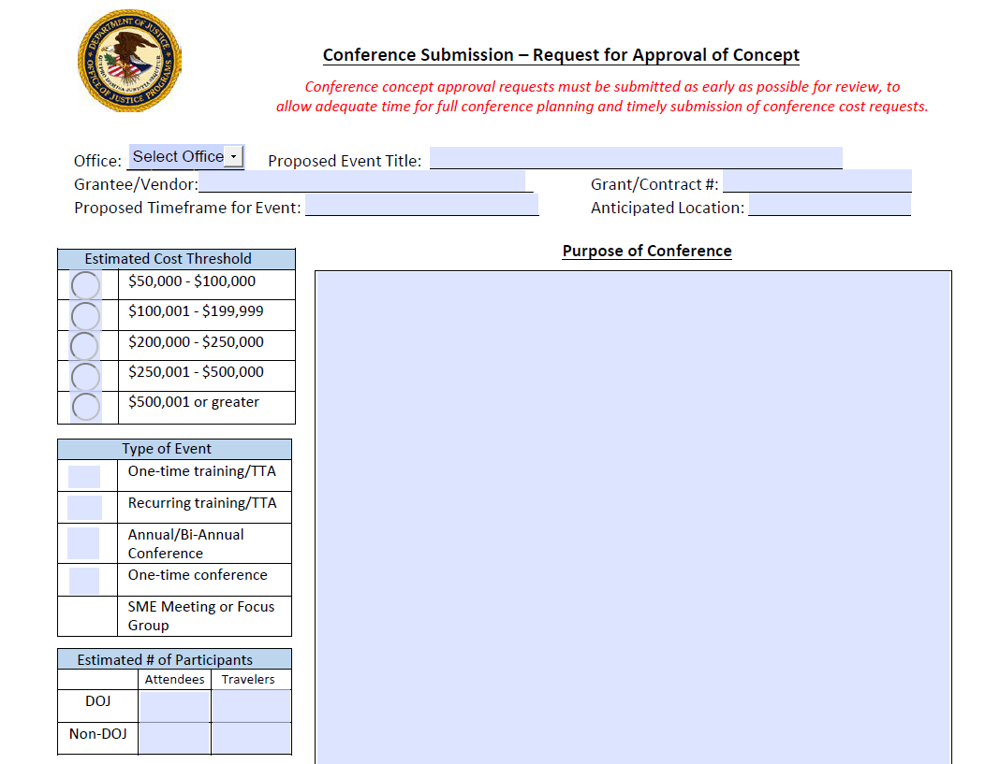 DEPARTMENT OF JUSTICE
OFFICE OF JUSTICE PROGRAMS
Conference Submission – Request for Approval of Concept
Conference concept approval requests must be submitted as early as possible for review, to
allow adequate time for full conference planning and timely submission of conference cost requests.
Office: Select Office Proposed Event Title:
Grantee/Vendor: Grant/Contract #:
Proposed Timeframe for Event: Anticipated Location:
Estimated Cost Threshold
$50,000 - $100,000
$100,001 - $199,999
$200,000 - $250,000
$250,001 - $500,000
$500,001 or greater
Type of Event
One-time training/TTA
Recurring training/TTA
Annual/Bi-Annual
Conference
One-time conference
SME Meeting or Focus
Group
Estimated # of Participants
Attendees Travelers
DOJ
Non-DOJ
Purpose of Conference